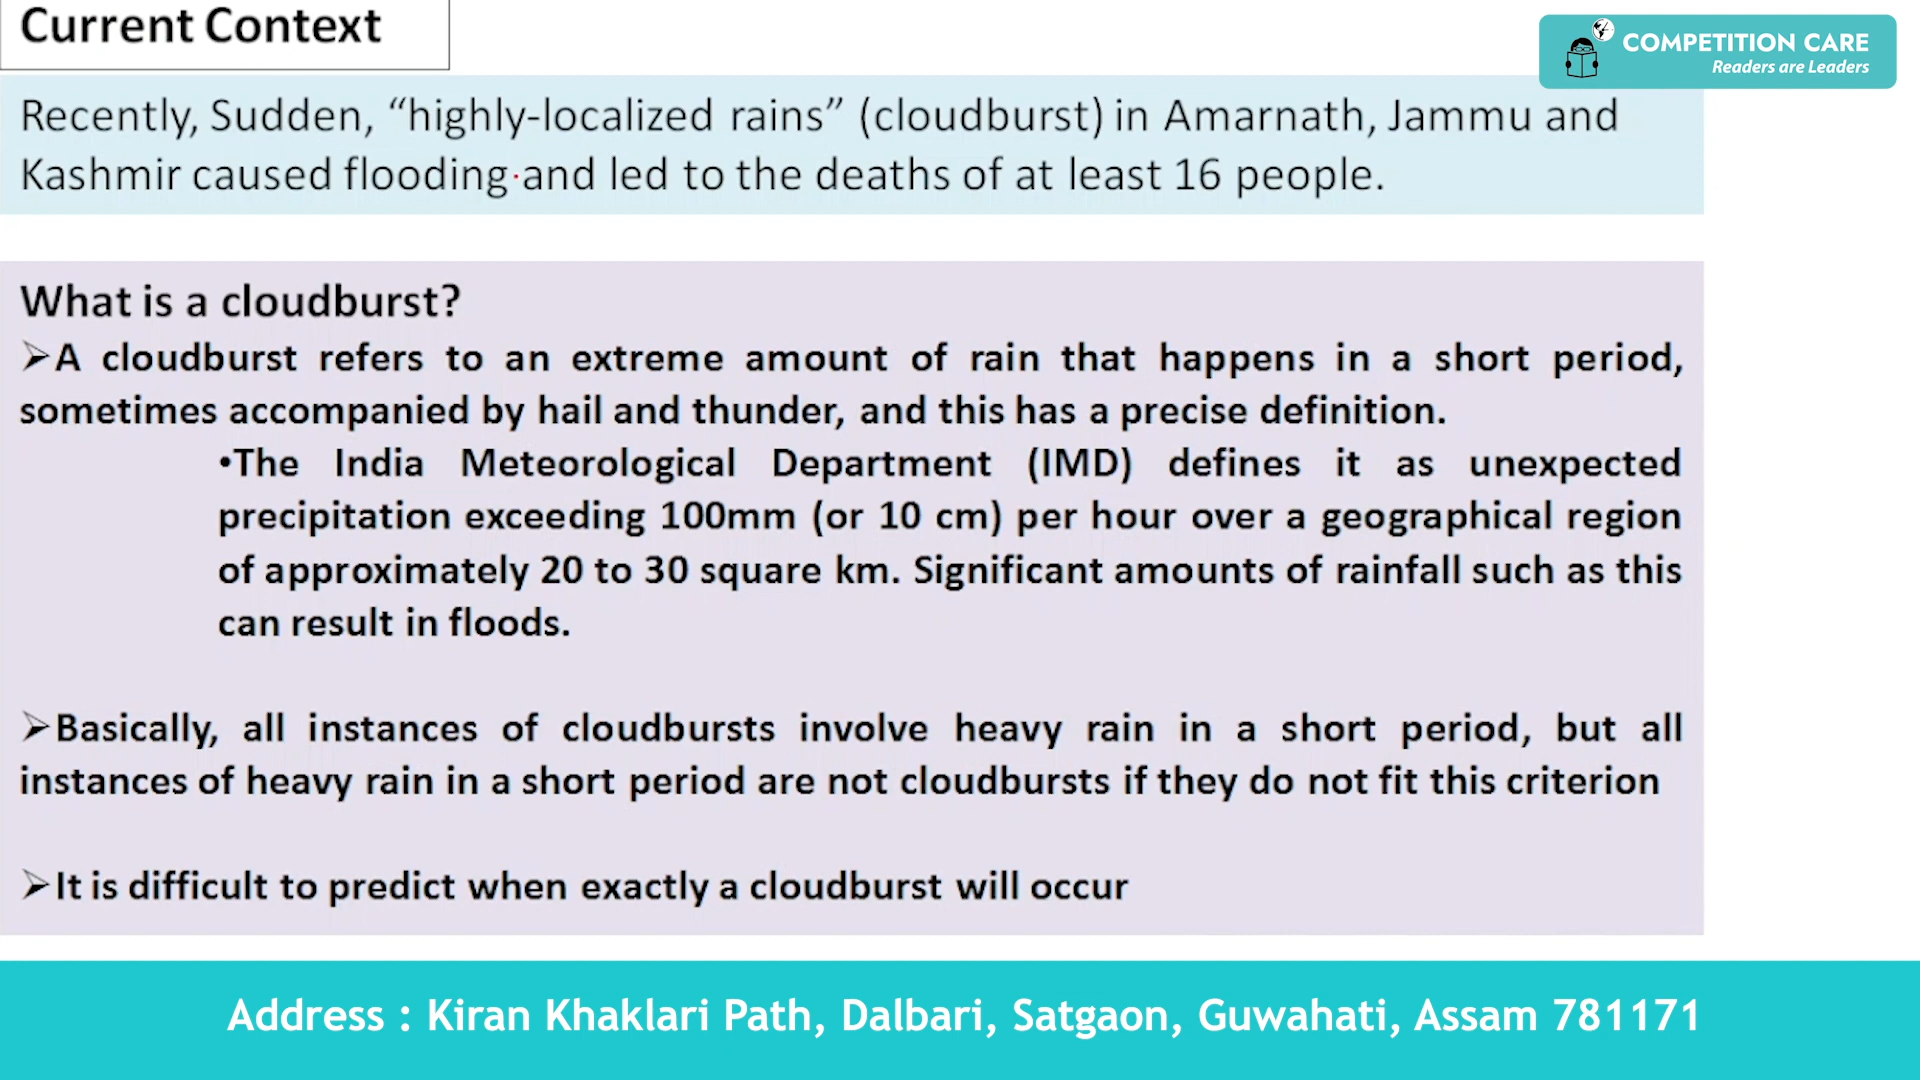 Current Context
COMPETITION CARE
Readers are Leaders
Recently, Sudden, “highly-localized rains” (cloudburst) in Amarnath, Jammu and
Kashmir caused flooding and led to the deaths of at least 16 people.
What is a cloudburst?
➢A cloudburst refers to an extreme amount of rain that happens in a short period,
sometimes accompanied by hail and thunder, and this has a precise definition.
•The India Meteorological Department (IMD) defines it as unexpected
precipitation exceeding 100mm (or 10 cm) per hour over a geographical region
of approximately 20 to 30 square km. Significant amounts of rainfall such as this
can result in floods.
➢Basically, all instances of cloudbursts involve heavy rain in a short period, but all
instances of heavy rain in a short period are not cloudbursts if they do not fit this criterion
➢It is difficult to predict when exactly a cloudburst will occur
Address : Kiran Khaklari Path, Dalbari, Satgaon, Guwahati, Assam 781171